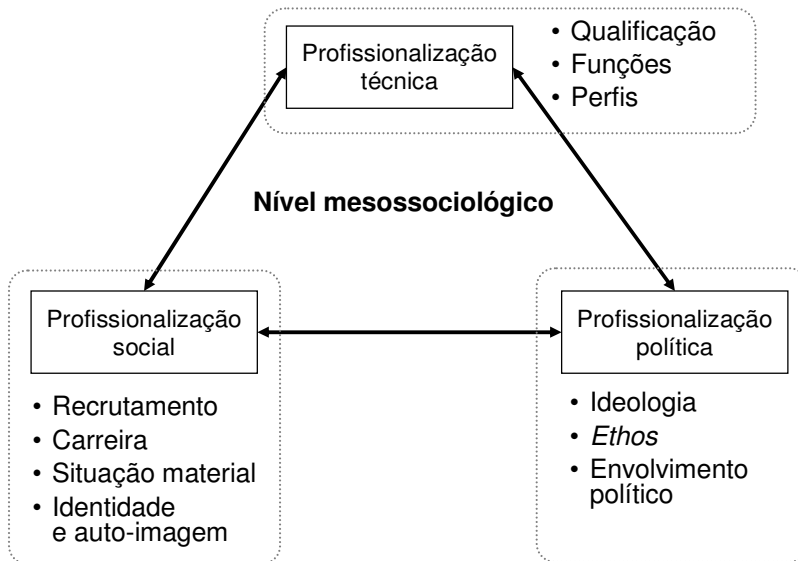 Profissionalização
técnica
• Qualificação
• Funções
• Perfis
Nível mesossociológico
Profissionalização
social
• Recrutamento
• Carreira
• Situação material
• Identidade
e auto-imagem
Profissionalização
política
• Ideologia
• Ethos
• Envolvimento
político